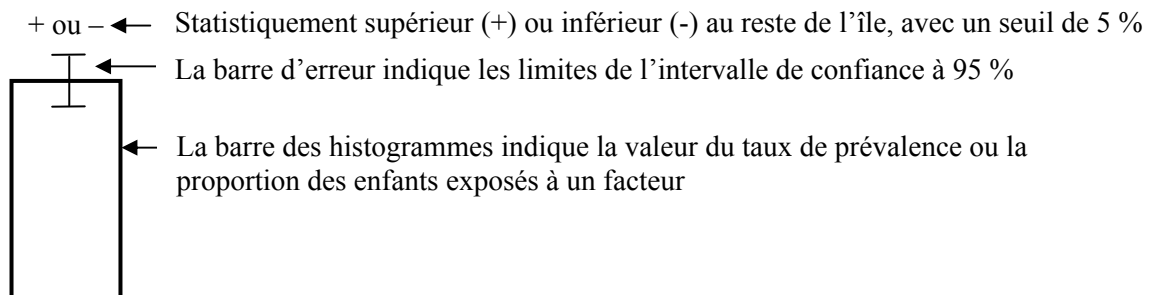 + ou – Statistiquement supérieur (+) ou inférieur (-) au reste de l’île, avec un seuil de 5 %
La barre d’erreur indique les limites de l’intervalle de confiance à 95 %
La barre des histogrammes indique la valeur du taux de prévalence ou la
proportion des enfants exposés à un facteur